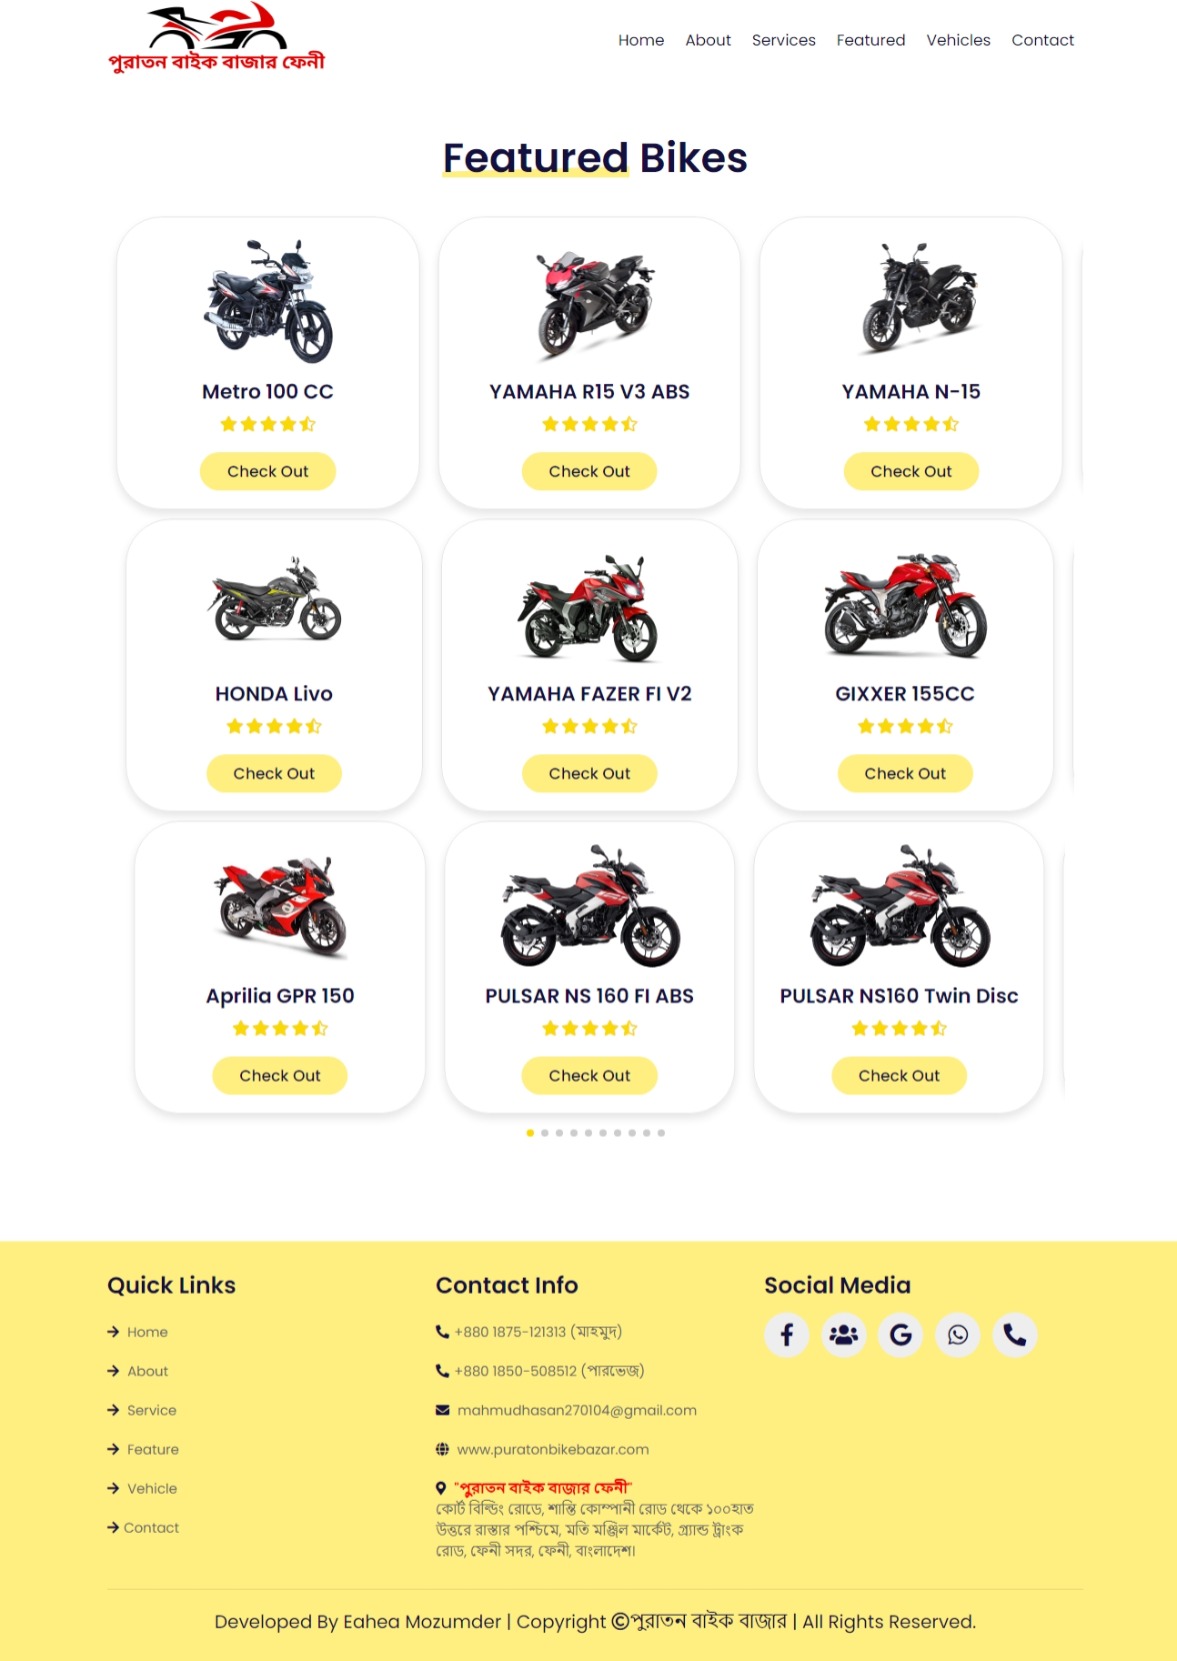 পুরাতন বাইক বাজার ফেনী
Home About Services Featured Vehicles Contact
Featured Bikes
Metro 100 CC
Check Out
YAMAHA R15 V3 ABS
Check Out
YAMAHA N-15
Check Out
HONDA Livo
Check Out
YAMAHA FAZER FI V2
Check Out
GIXXER 155CC
Check Out
Aprilia GPR 150
Check Out
PULSAR NS 160 FI ABS
Check Out
PULSAR NS160 Twin Disc
Check Out
Quick Links
Home
About
Service
Feature
Vehicle
Contact
Contact Info
+880 1875-121313 (মাহমুদ)
+880 1850-508512 (পারভেজ)
mahmudhasan270104@gmail.com
www.puratonbikebazar.com
"পুরাতন বাইক বাজার ফেনী"
কোর্ট বিল্ডিং রোডে, শান্তি কোম্পানী রোড থেকে ১০০হাত
উত্তরে রাস্তার পশ্চিমে, মতি মঞ্জিল মার্কেট, গ্র্যান্ড ট্রাংক
রোড, ফেনী সদর, ফেনী, বাংলাদেশ।
Social Media
Developed By Eahea Mozumder | Copyright ©পুরাতন বাইক বাজার | All Rights Reserved.